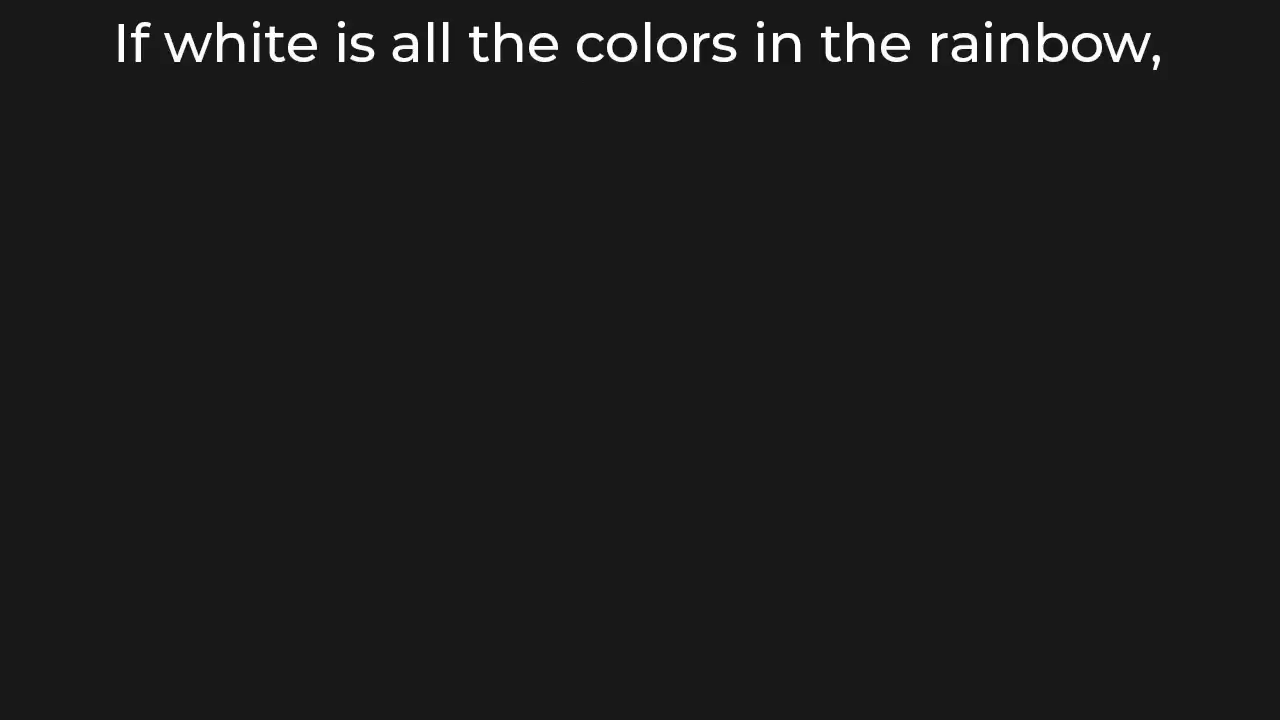 If white is all the colors in the rainbow,